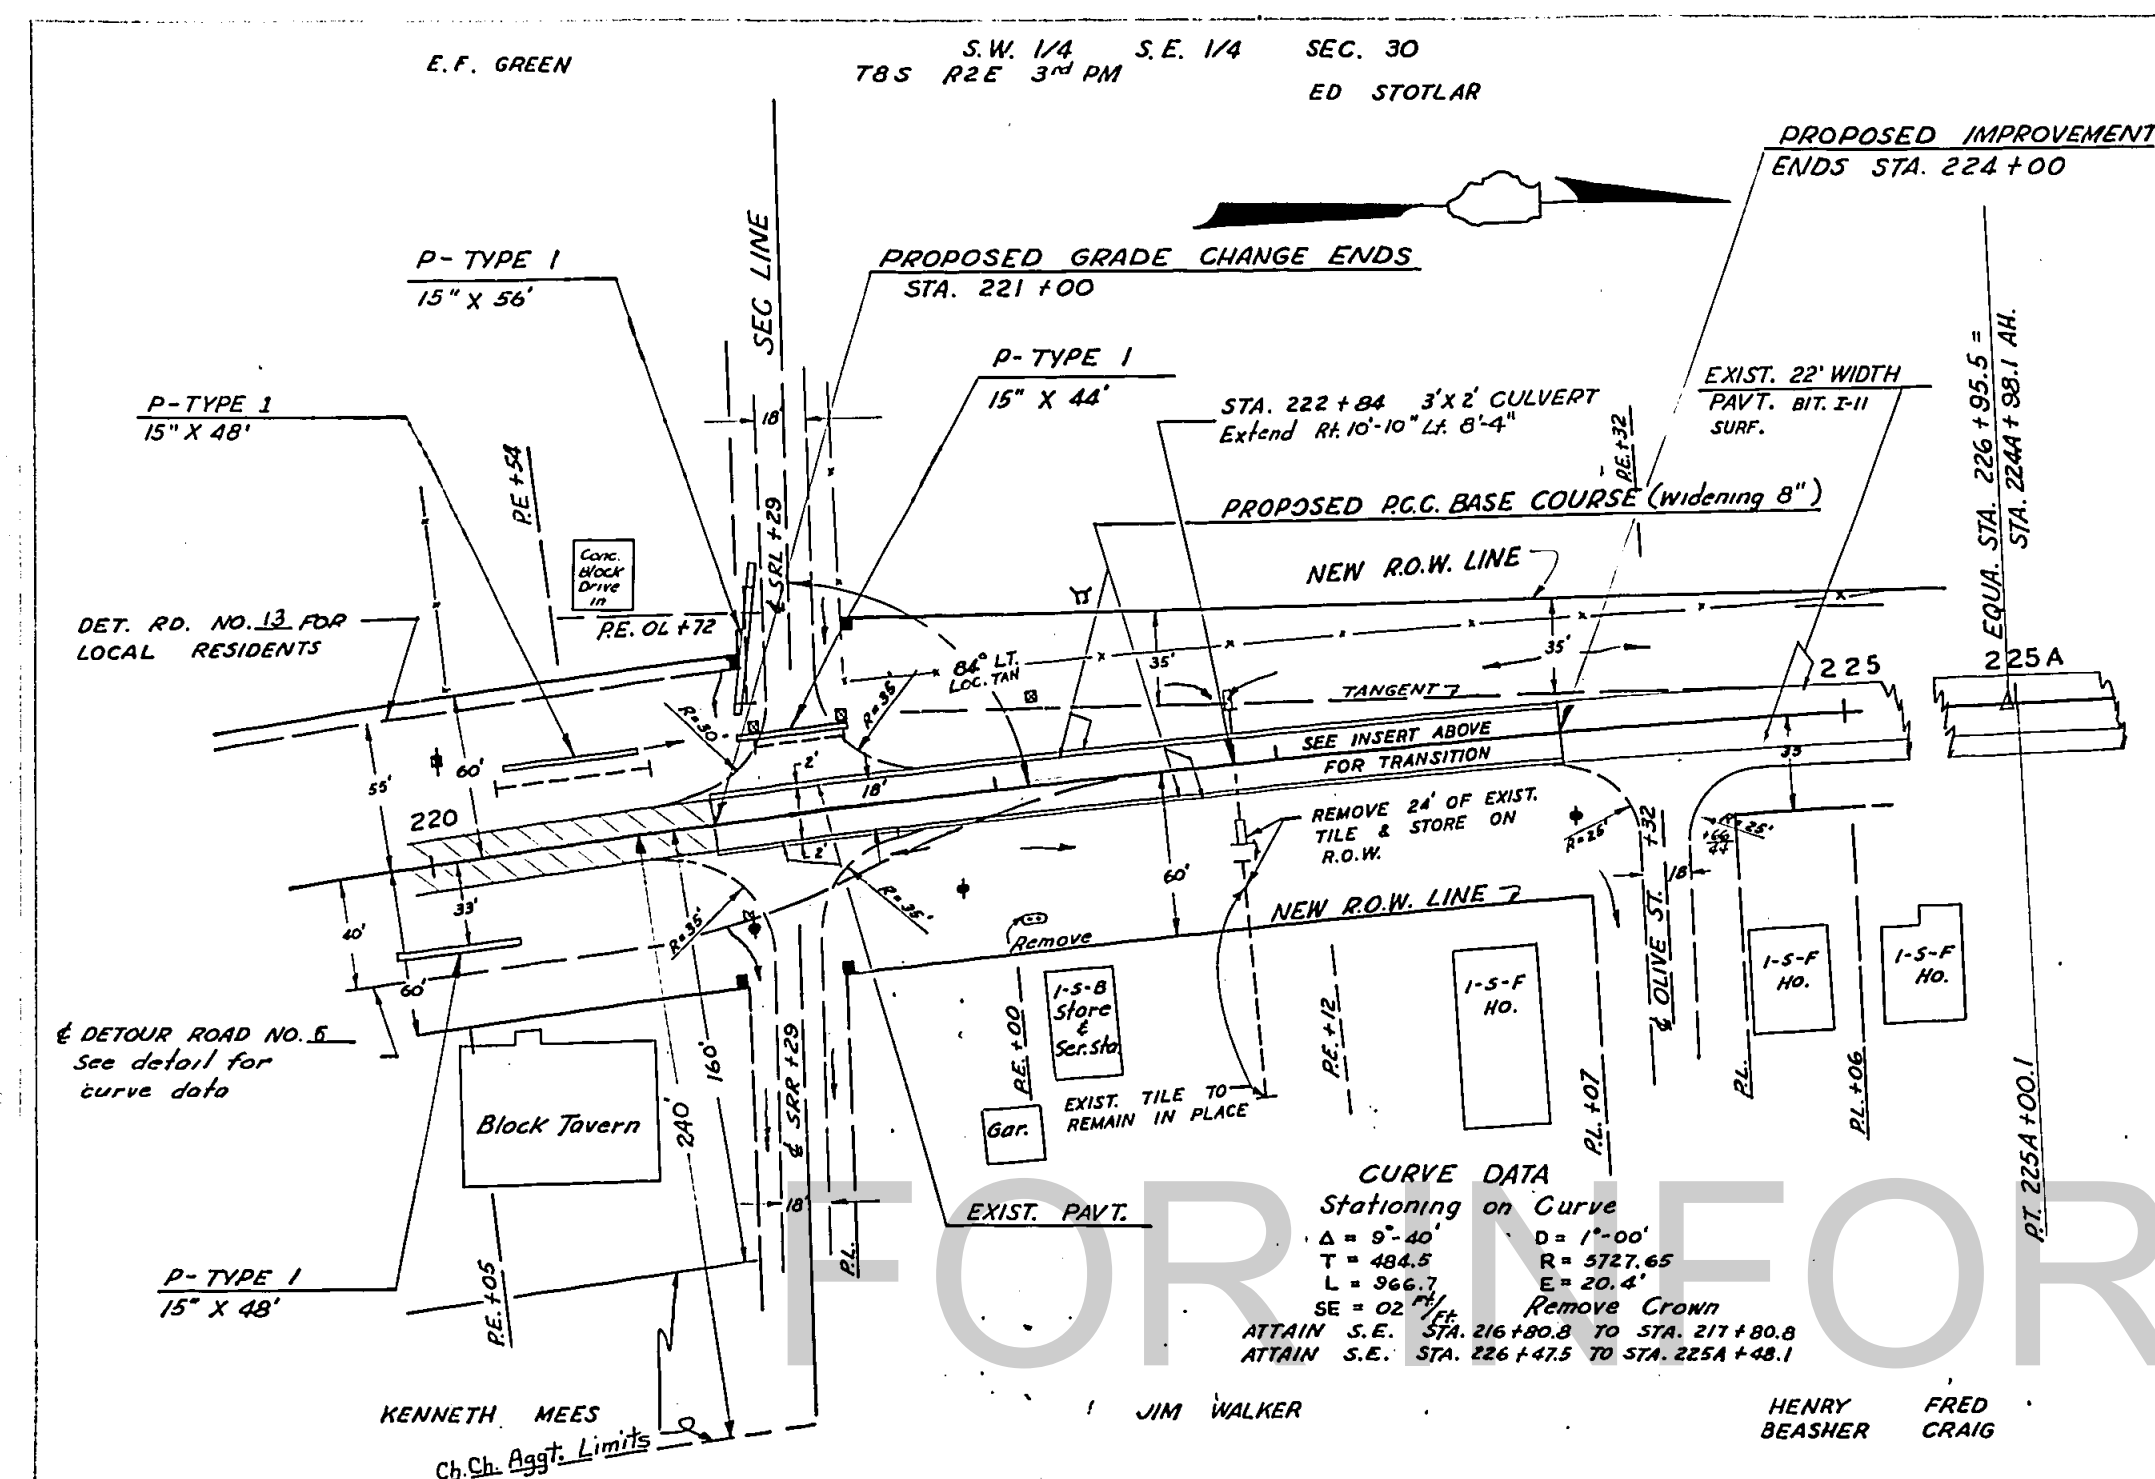 E.F. GREEN
S.W. 1/4 S.E. 1/4 SEC. 30
T8S R2E 3rd PM
ED STOTLAR
PROPOSED IMPROVEMENT
ENDS STA. 224+00
P-TYPE 1
15" X 56'
SEC LINE
PROPOSED GRADE CHANGE ENDS
STA. 221+00
P-TYPE 1
15" X 44'
P-TYPE 1
15" X 48'
P.E. +54
18'
STA. 222+84 3'X2' CULVERT
Extend Rt. 10'-10" Lt. 8'-4"
P.E. +32
EXIST. 22' WIDTH
PAVT. BIT. I-11
SURF.
EQUA. STA. 226+95.5 =
STA. 224A+98.1 AH.
PROPOSED P.C.C. BASE COURSE (widening 8")
NEW R.O.W. LINE
Conc.
Block
Drive
in
P.E. OL +72
℄ SRL +29
DET. RD. NO. 13 FOR
LOCAL RESIDENTS
84° LT.
LOC. TAN
35'
35'
TANGENT
225
225A
R=30'
R=35'
SEE INSERT ABOVE
FOR TRANSITION
55'
60'
220
2'
18'
2'
33'
REMOVE 24' OF EXIST.
TILE & STORE ON
R.O.W.
R=25'
+32
R=25'
+66
44
18'
60'
40'
33'
60'
R=35'
R=35'
NEW R.O.W. LINE
Remove
℄ DETOUR ROAD NO. 6
See detail for
curve data
Block Tavern
240'
160'
℄ SRR +29
P.E. +00
1-S-B
Store
&
Ser. Sta.
Gar.
EXIST. TILE TO
REMAIN IN PLACE
P.E. +12
1-S-F
HO.
P.L. +07
℄ OLIVE ST.
P.L.
1-S-F
HO.
P.L. +06
1-S-F
HO.
P.T. 225A+00.1
18'
P.L.
EXIST. PAVT.
P-TYPE 1
15" X 48'
P.E. +05
CURVE DATA
Stationing on Curve
Δ = 9°-40' D = 1°-00'
T = 484.5 R = 5727.65
L = 966.7 E = 20.4'
SE = 02 Ft/Ft. Remove Crown
ATTAIN S.E. STA. 216+80.8 TO STA. 217+80.8
ATTAIN S.E. STA. 226+47.5 TO STA. 225A+48.1
FOR INFOR
KENNETH MEES
Ch.Ch. Aggt. Limits
JIM WALKER
HENRY
BEASHER
FRED
CRAIG